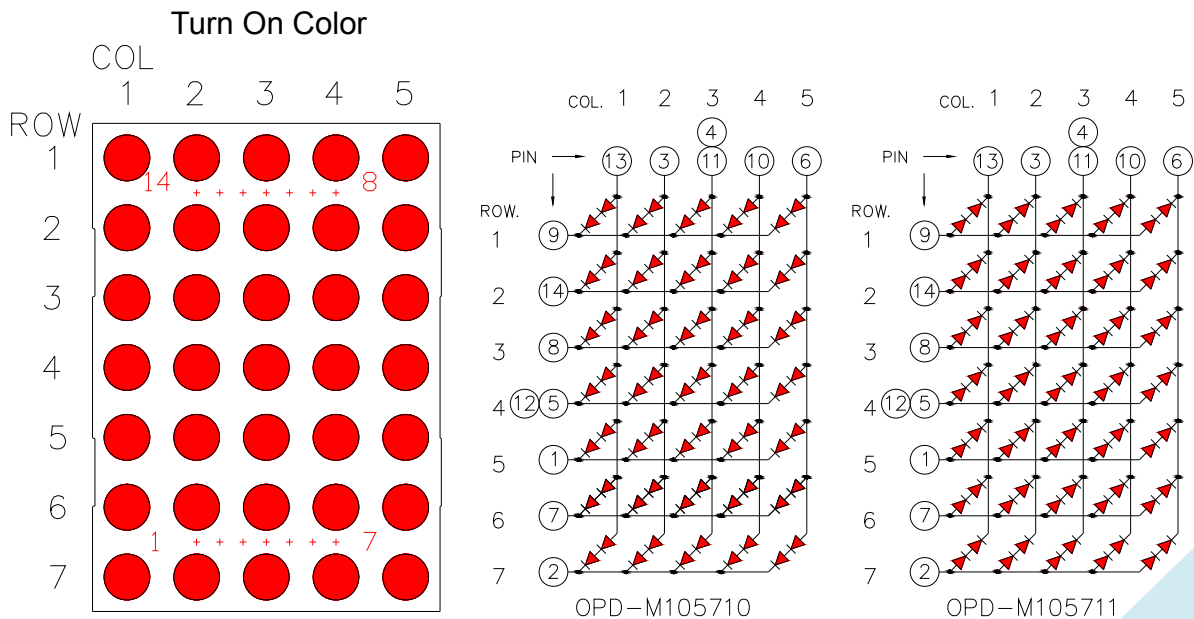 Turn On Color
COL
1 2 3 4 5
ROW
1
14 8
2
3
4
5
6
1 7
7
COL. 1 2 3 4 5
4
PIN 13 3 11 10 6
ROW.
1 9
2 14
3 8
4 12 5
5 1
6 7
7 2
OPD-M105710
COL. 1 2 3 4 5
4
PIN 13 3 11 10 6
ROW.
1 9
2 14
3 8
4 12 5
5 1
6 7
7 2
OPD-M105711